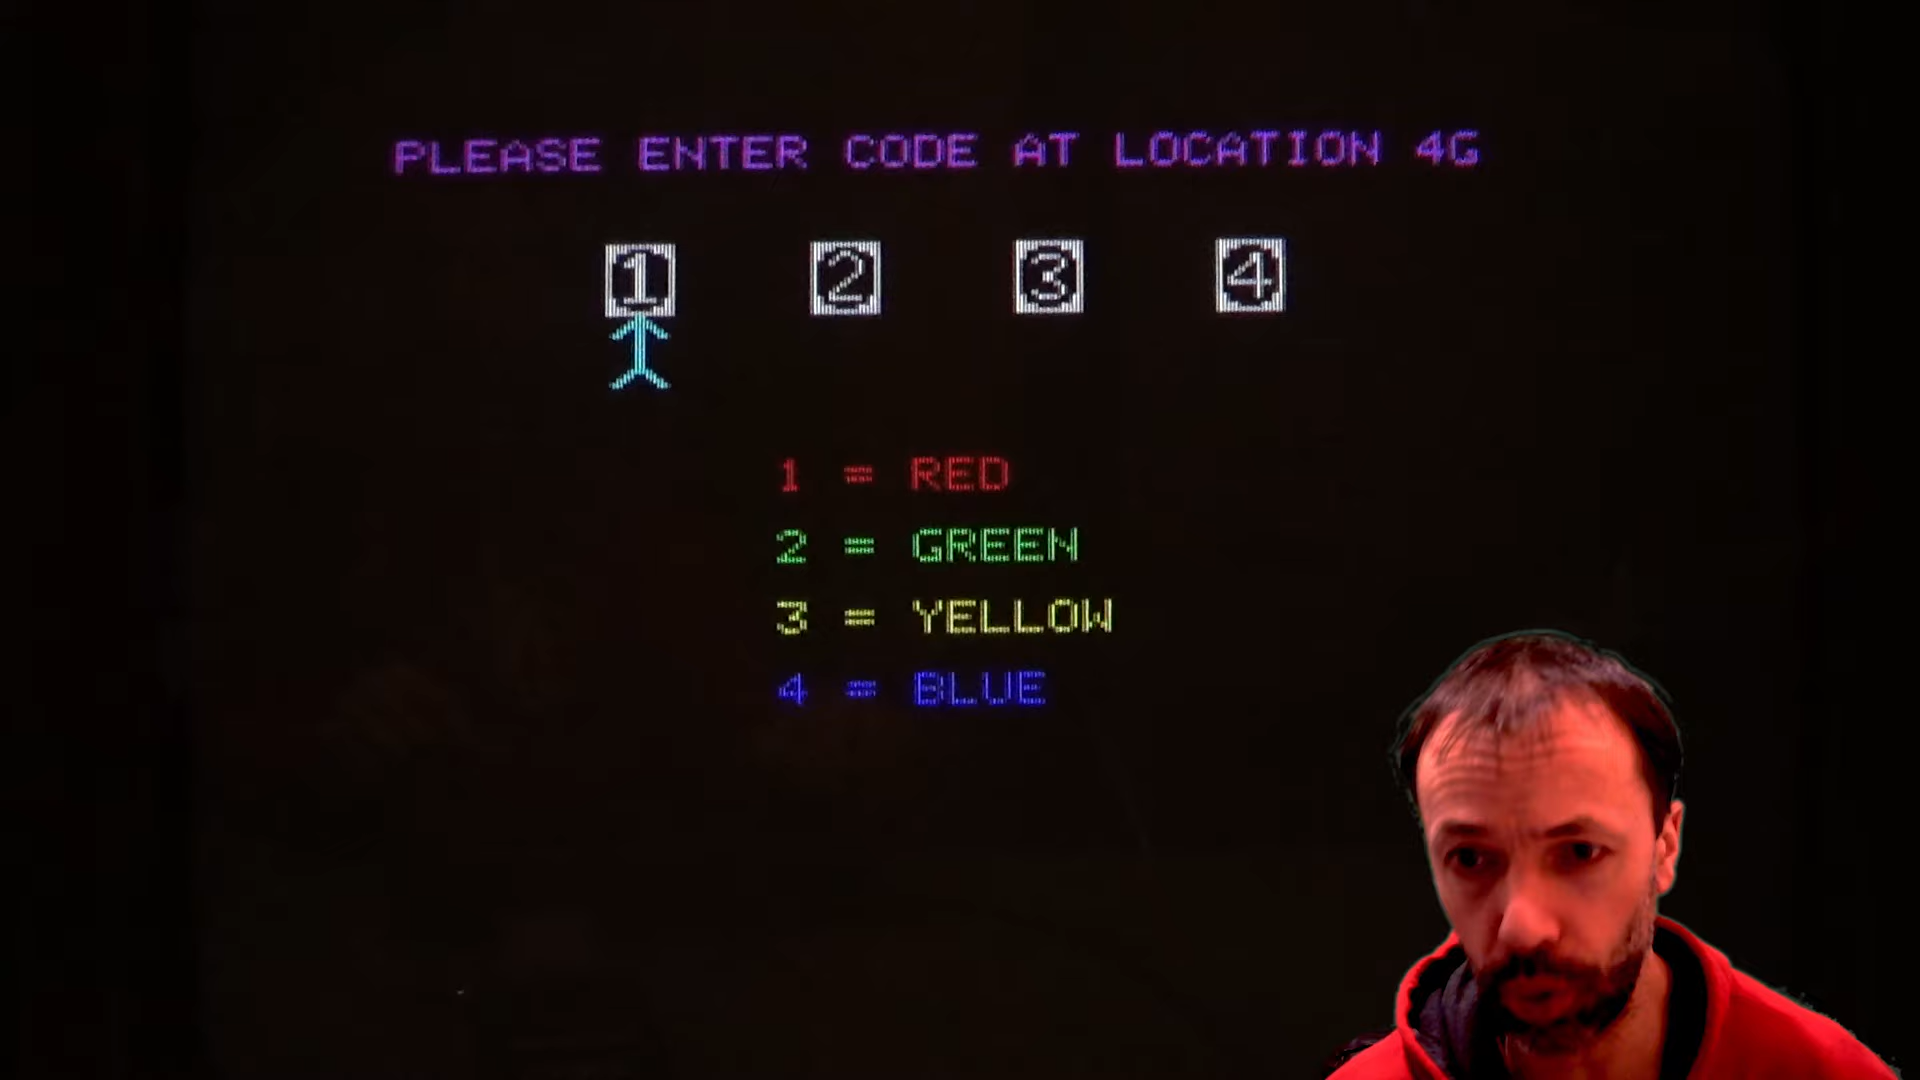 PLEASE ENTER CODE AT LOCATION 4G
1 2 3 4
1 = RED
2 = GREEN
3 = YELLOW
4 = BLUE